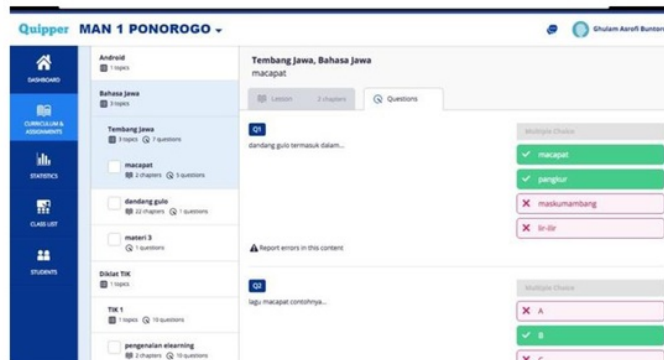 Quipper MAN 1 PONOROGO
Ghulam Asrofi Buntoro
DASHBOARD
CURRICULUM & ASSIGNMENTS
STATISTICS
CLASS LIST
STUDENTS
Android
1 topics
Bahasa Jawa
3 topics
Tembang Jawa
3 topics 7 questions
macapat
2 chapters 5 questions
dandang gulo
22 chapters 1 questions
materi 3
1 questions
Diklat TIK
1 topics
TIK 1
1 topics 10 questions
pengenalan elearning
2 chapters 10 questions
Tembang Jawa, Bahasa Jawa
macapat
Lesson 2 chapters
Questions
Q1
dandang gulo termasuk dalam...
Multiple Choice
macapat
pangkur
maskumambang
lir-ilir
Report errors in this content
Q2
lagu macapat contohnya...
Multiple Choice
A
B
C